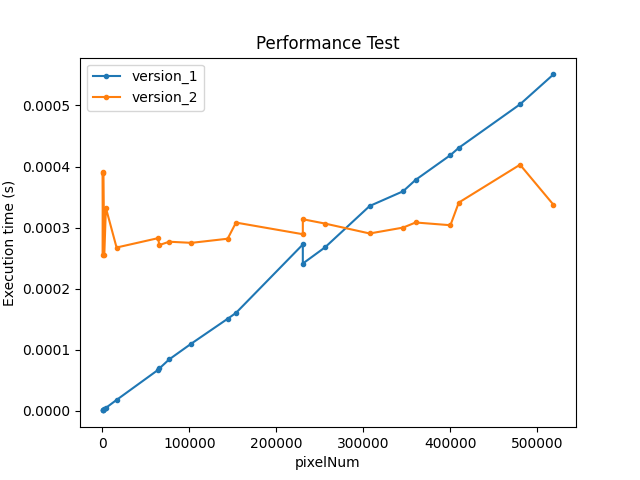 Performance Test
version_1
version_2
0.0005
0.0004
0.0003
0.0002
0.0001
0.0000
Execution time (s)
0 100000 200000 300000 400000 500000
pixelNum